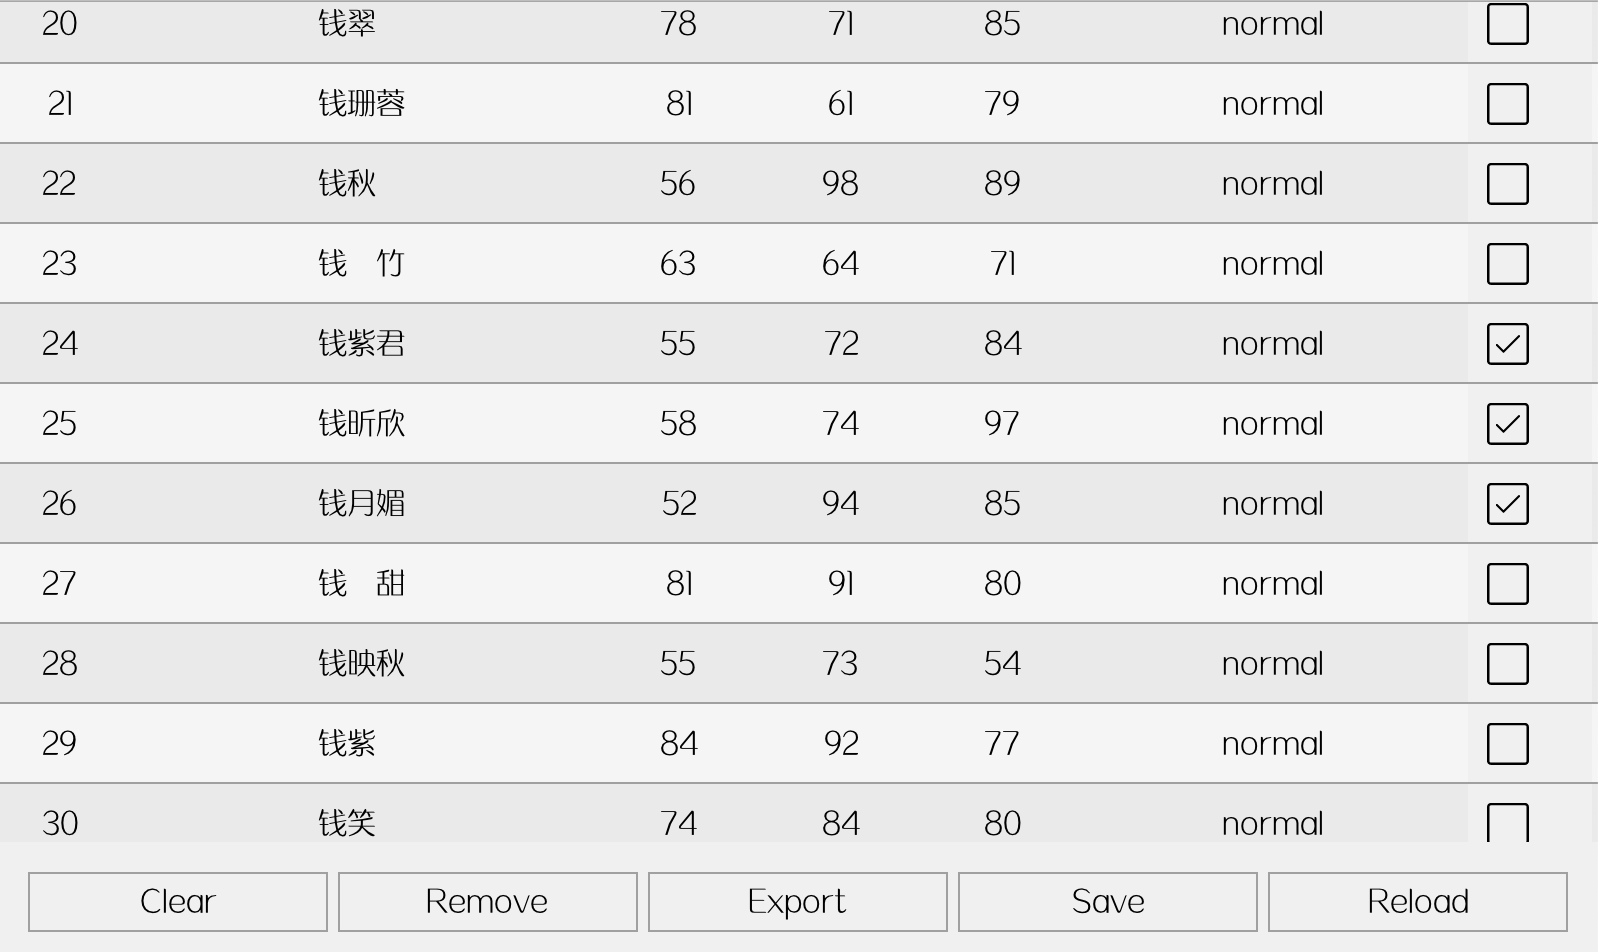 20 钱翠 78 71 85 normal
21 钱珊蓉 81 61 79 normal
22 钱秋 56 98 89 normal
23 钱　竹 63 64 71 normal
24 钱紫君 55 72 84 normal
25 钱昕欣 58 74 97 normal
26 钱月媚 52 94 85 normal
27 钱　甜 81 91 80 normal
28 钱映秋 55 73 54 normal
29 钱紫 84 92 77 normal
30 钱笑 74 84 80 normal
Clear Remove Export Save Reload